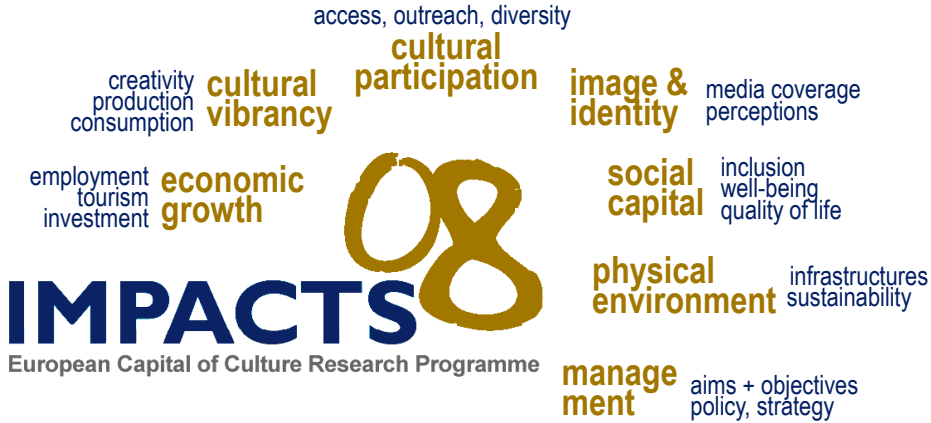 access, outreach, diversity
cultural
participation
creativity
production
consumption
cultural
vibrancy
image &
identity
media coverage
perceptions
employment
tourism
investment
economic
growth
social
capital
inclusion
well-being
quality of life
08
IMPACTS
European Capital of Culture Research Programme
physical
environment
infrastructures
sustainability
manage
ment
aims + objectives
policy, strategy